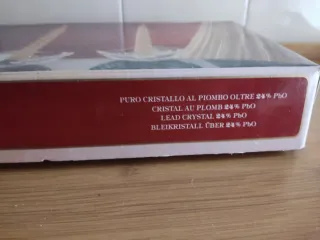 PURO CRISTALLO AL PIOMBO OLTRE 24% PbO
CRISTAL AU PLOMB 24% PbO
LEAD CRYSTAL 24% PbO
BLEIKRISTALL ÜBER 24% PbO